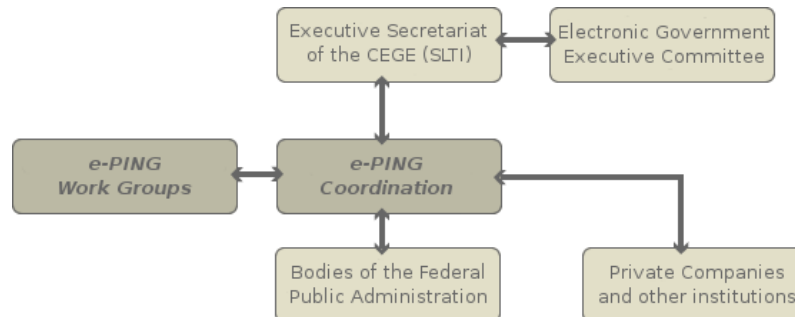 Executive Secretariat
of the CEGE (SLTI)
Electronic Government
Executive Committee
e-PING
Work Groups
e-PING
Coordination
Bodies of the Federal
Public Administration
Private Companies
and other institutions